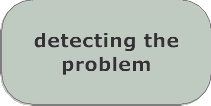 detecting the
problem